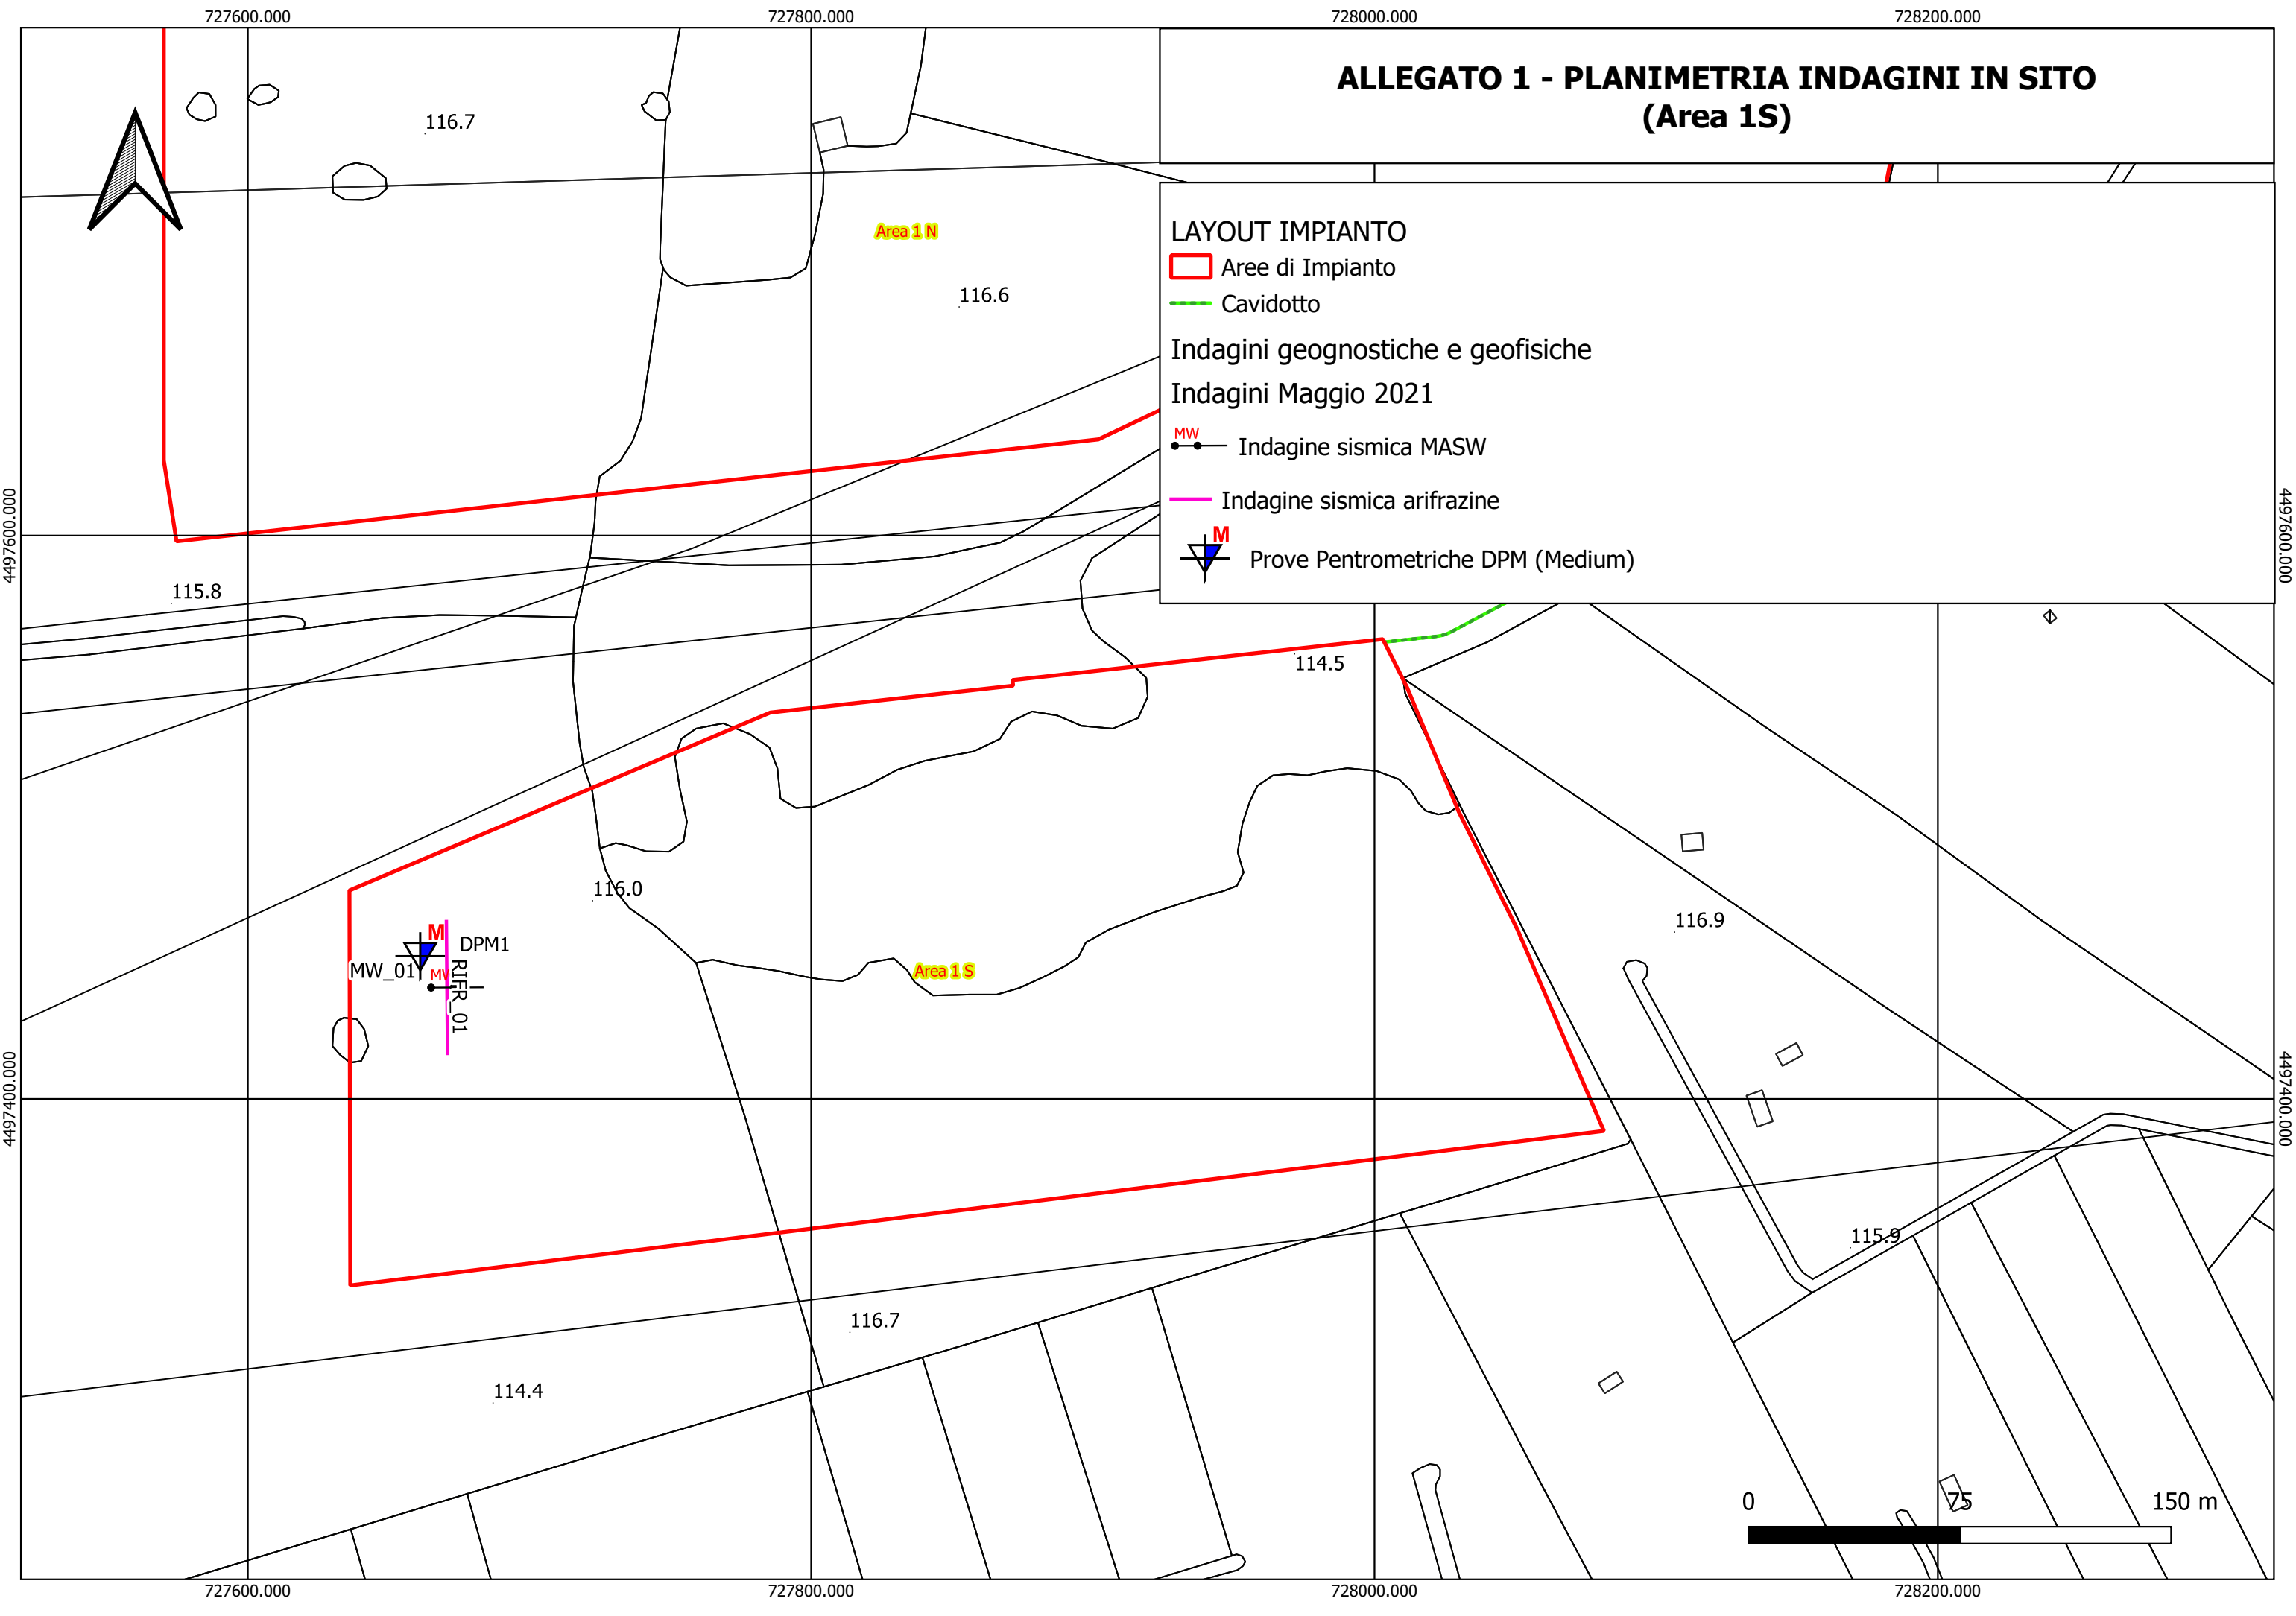 727600.000
727800.000
728000.000
728200.000
ALLEGATO 1 - PLANIMETRIA INDAGINI IN SITO
(Area 1S)
116.7
Area 1 N
116.6
LAYOUT IMPIANTO
Aree di Impianto
Cavidotto
Indagini geognostiche e geofisiche
Indagini Maggio 2021
MW
Indagine sismica MASW
Indagine sismica arifrazine
M
Prove Pentrometriche DPM (Medium)
4497600.000
4497600.000
115.8
114.5
116.0
116.9
M
DPM1
MW_01
MW
RIFR_01
Area 1 S
4497400.000
4497400.000
115.9
116.7
114.4
0
75
150 m
727600.000
727800.000
728000.000
728200.000